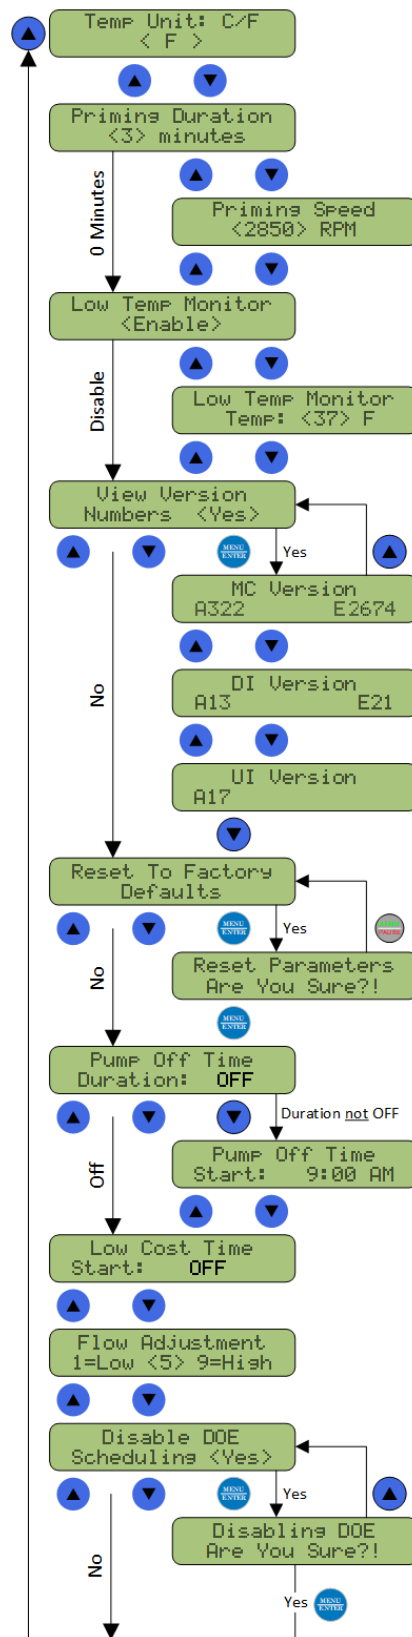 Temp Unit: C/F
< F >
Priming Duration
<3> minutes
0 Minutes
Priming Speed
<2850> RPM
Low Temp Monitor
<Enable>
Disable
Low Temp Monitor
Temp: <37> F
View Version
Numbers <Yes>
MENU
ENTER
Yes
MC Version
A322 E2674
No
DI Version
A13 E21
UI Version
A17
Reset To Factory
Defaults
MENU
ENTER
Yes
START
PAUSE
No
Reset Parameters
Are You Sure?!
MENU
ENTER
Pump Off Time
Duration: OFF
Duration not OFF
Off
Pump Off Time
Start: 9:00 AM
Low Cost Time
Start: OFF
Flow Adjustment
1=Low <5> 9=High
Disable DOE
Scheduling <Yes>
MENU
ENTER
Yes
No
Disabling DOE
Are You Sure?!
Yes
MENU
ENTER